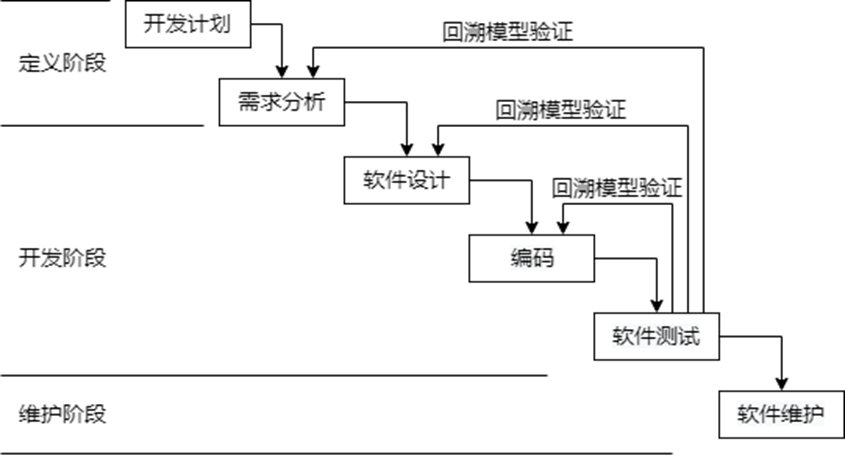 开发计划
回溯模型验证
定义阶段
需求分析
回溯模型验证
软件设计
回溯模型验证
开发阶段
编码
软件测试
维护阶段
软件维护